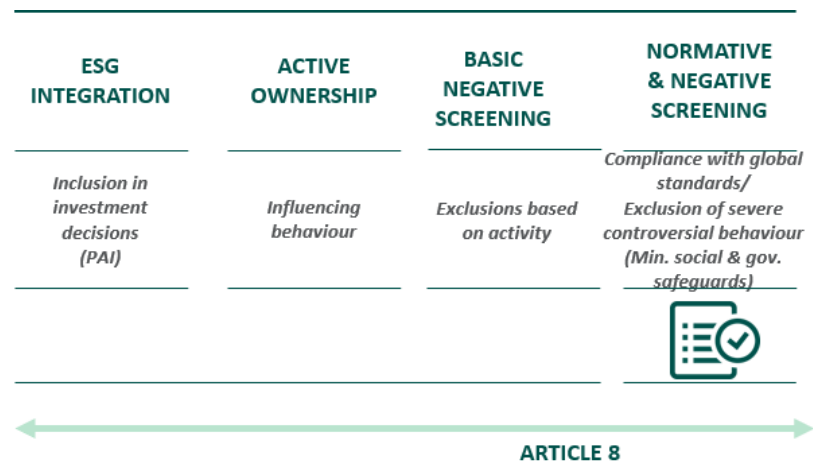 ESG
INTEGRATION
ACTIVE
OWNERSHIP
BASIC
NEGATIVE
SCREENING
NORMATIVE
& NEGATIVE
SCREENING
Inclusion in
investment
decisions
(PAI)
Influencing
behaviour
Exclusions based
on activity
Compliance with global
standards/
Exclusion of severe
controversial behaviour
(Min. social & gov.
safeguards)
ARTICLE 8